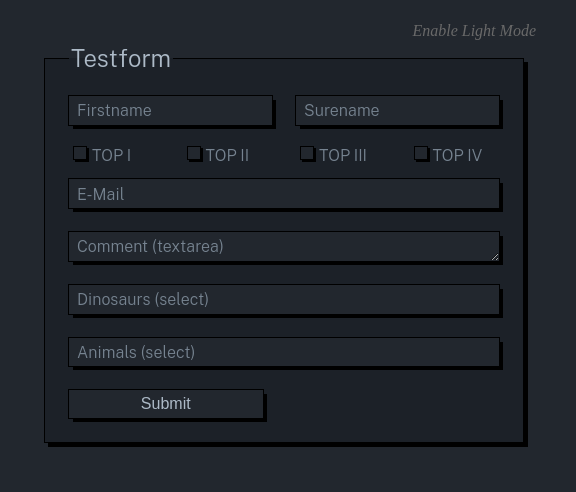 Enable Light Mode
Testform
Firstname Surename
TOP I TOP II TOP III TOP IV
E-Mail
Comment (textarea)
Dinosaurs (select)
Animals (select)
Submit